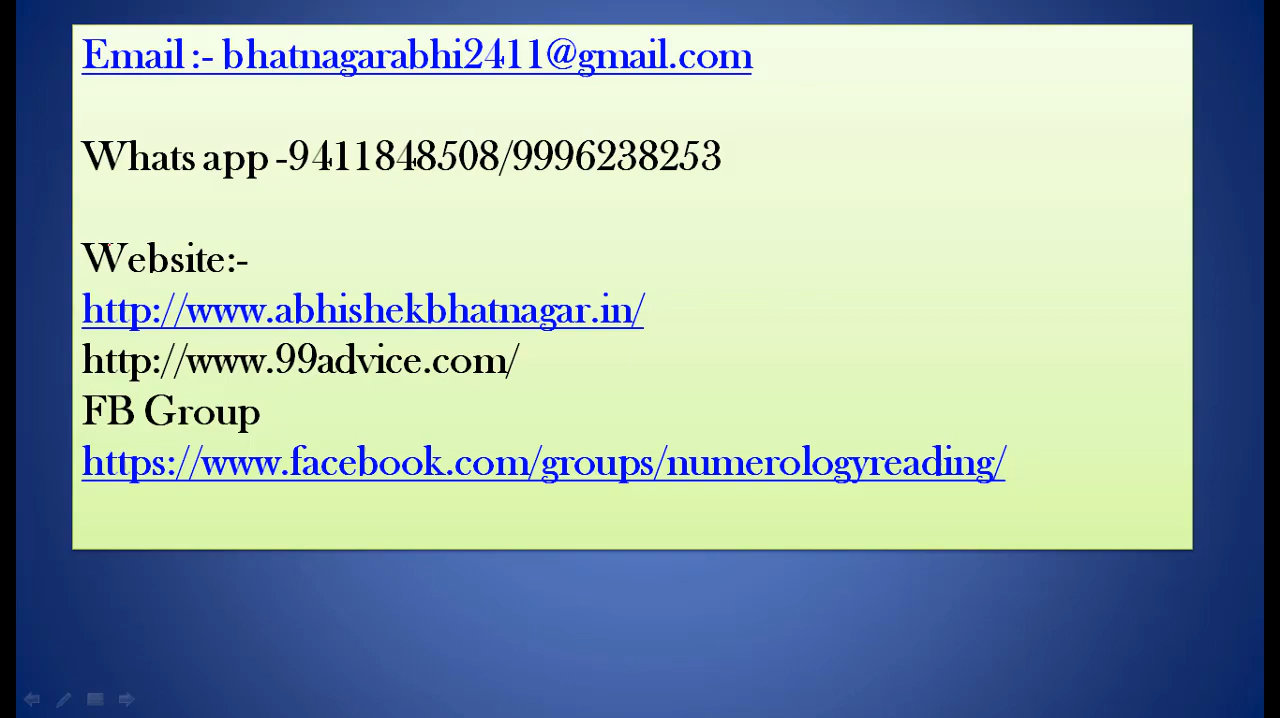 Email :- bhatnagarabhi2411@gmail.com
Whats app -9411848508/9996238253
Website:-
http://www.abhishekbhatnagar.in/
http://www.99advice.com/
FB Group
https://www.facebook.com/groups/numerologyreading/